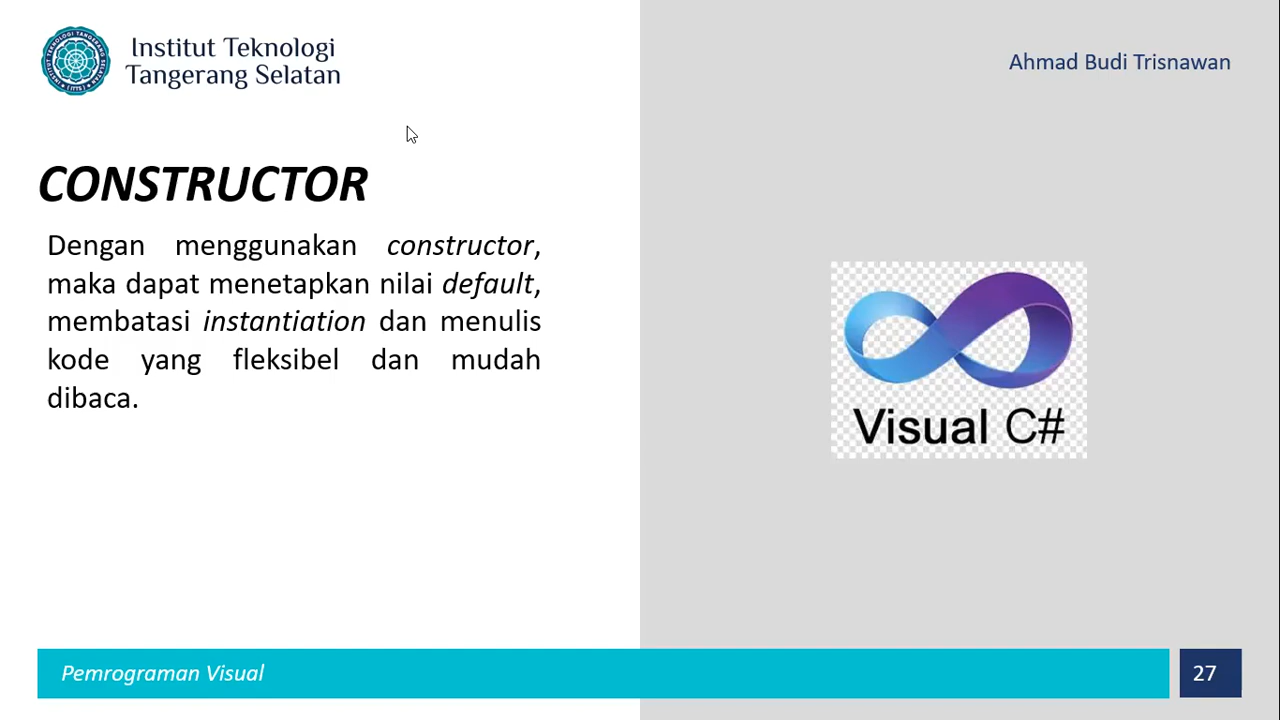 Institut Teknologi
Tangerang Selatan
Ahmad Budi Trisnawan
CONSTRUCTOR
Dengan menggunakan constructor,
maka dapat menetapkan nilai default,
membatasi instantiation dan menulis
kode yang fleksibel dan mudah
dibaca.
Visual C#
Pemrograman Visual
27